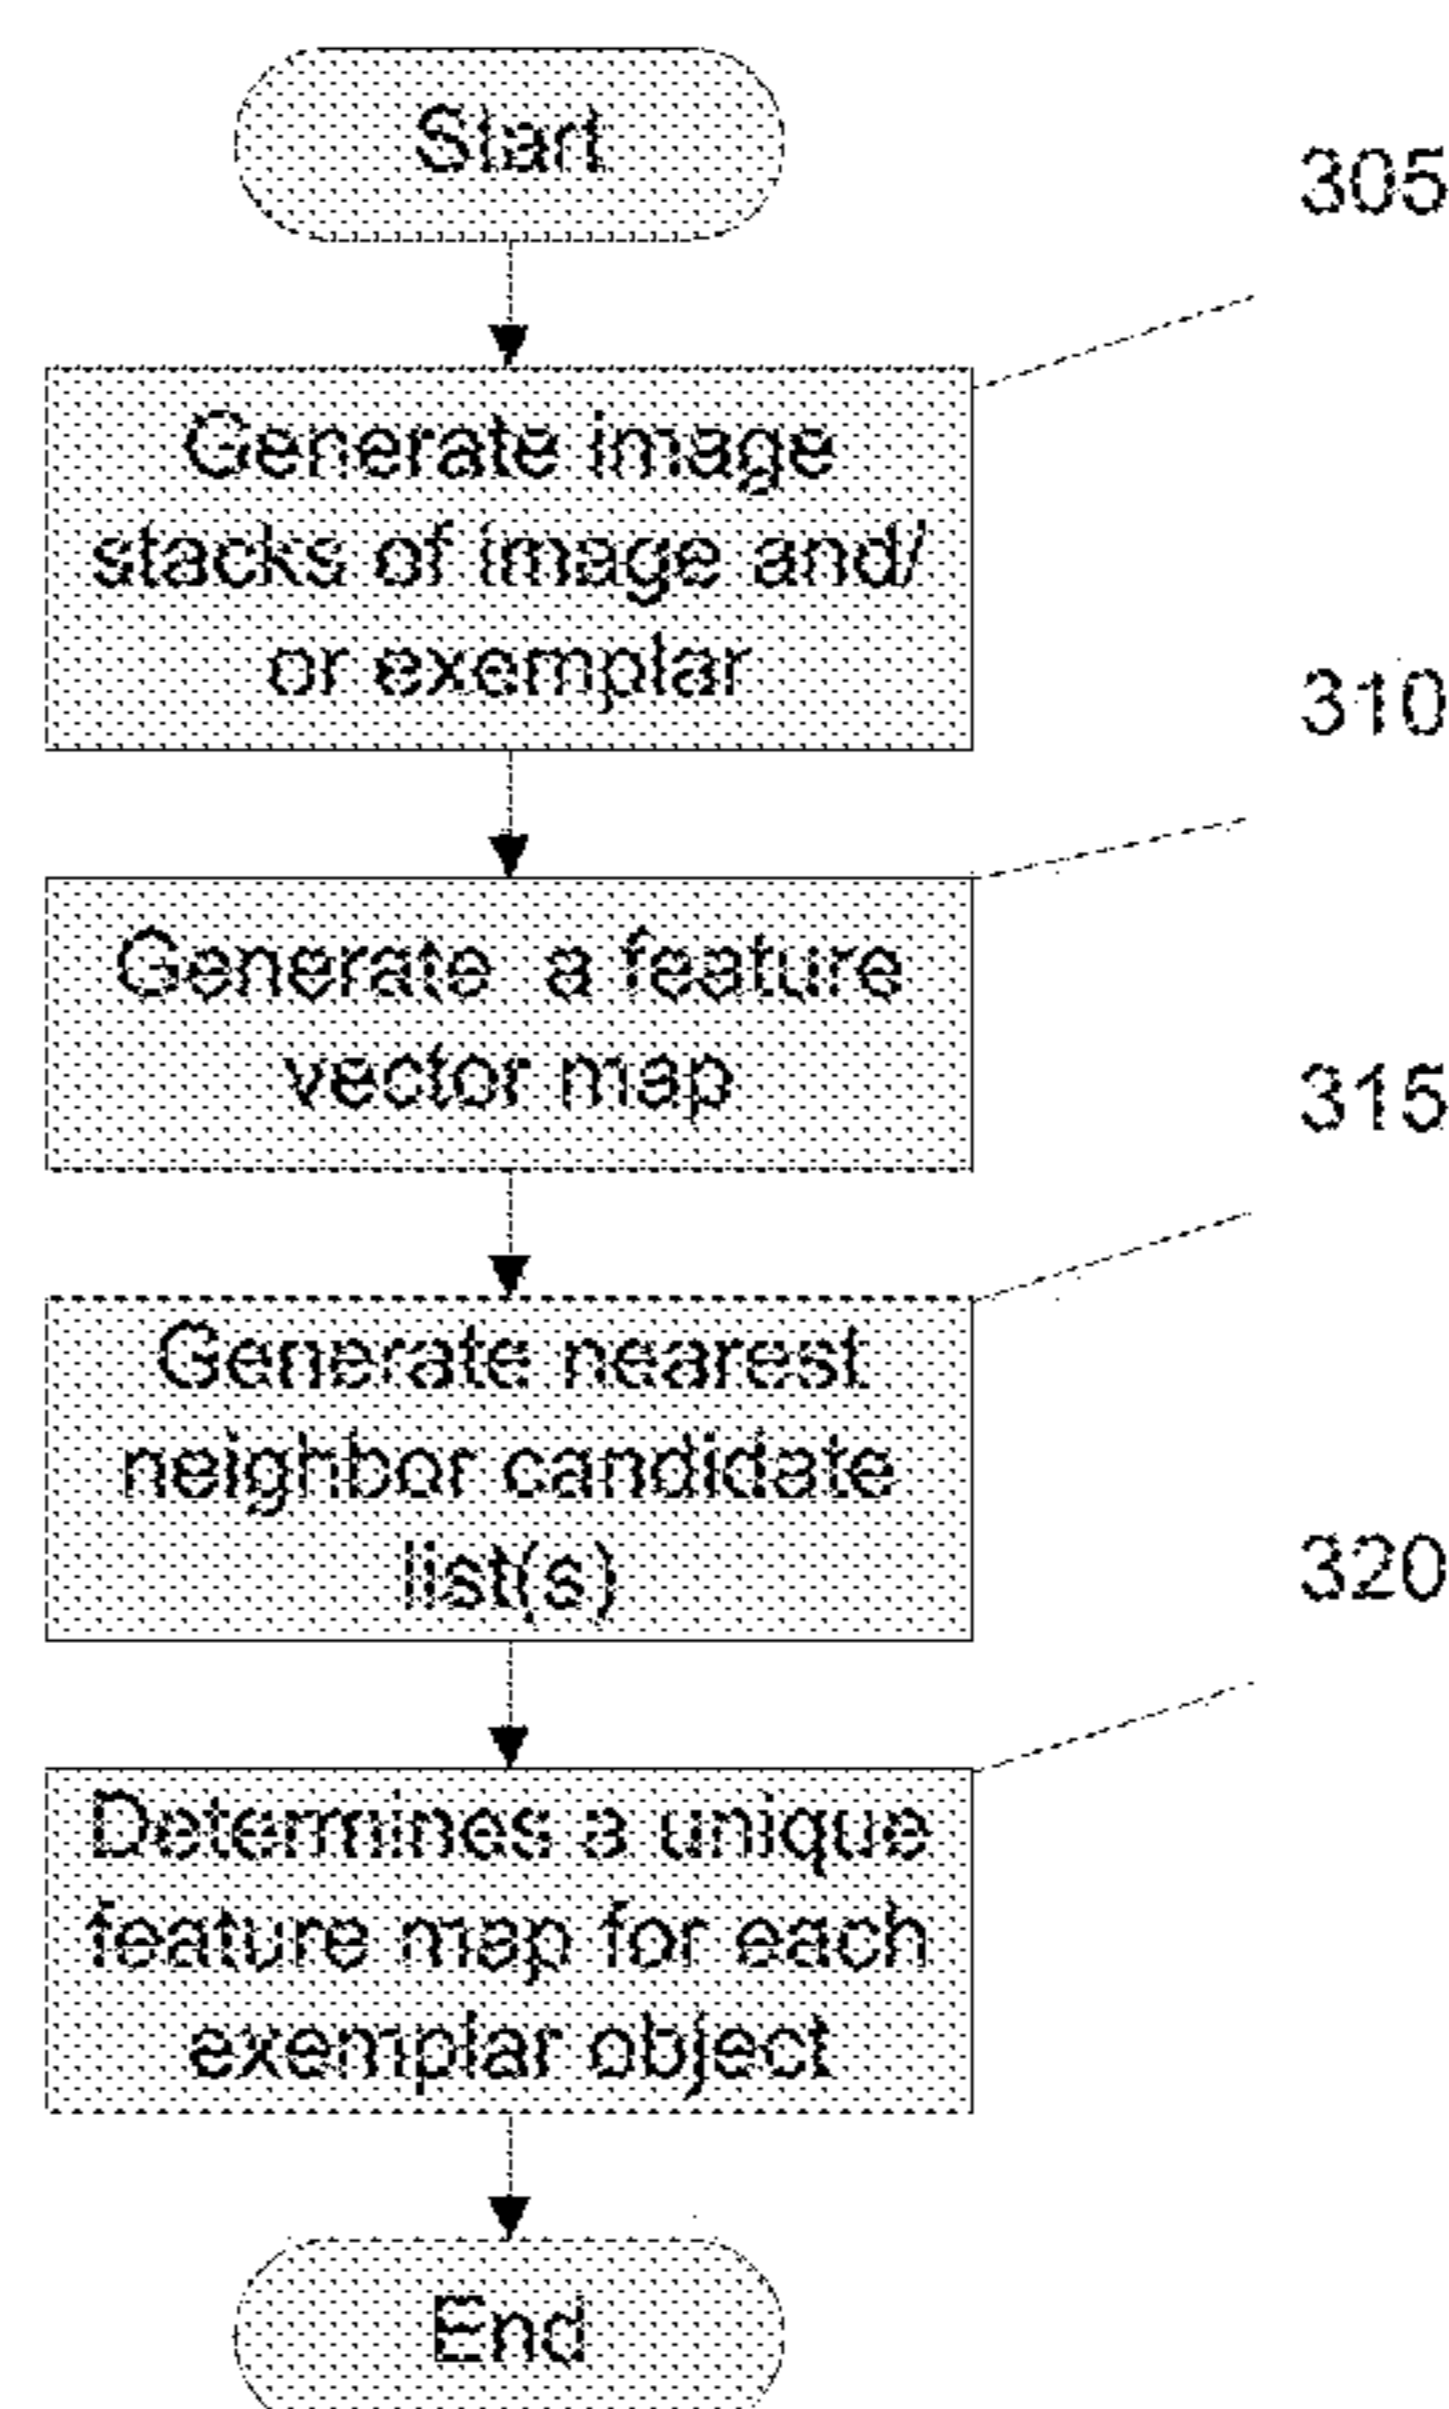 Start
305
Generate image
stacks of image and/
or exemplar
310
Generate a feature
vector map
315
Generate nearest
neighbor candidate
list(s)
320
Determines a unique
feature map for each
exemplar object
End